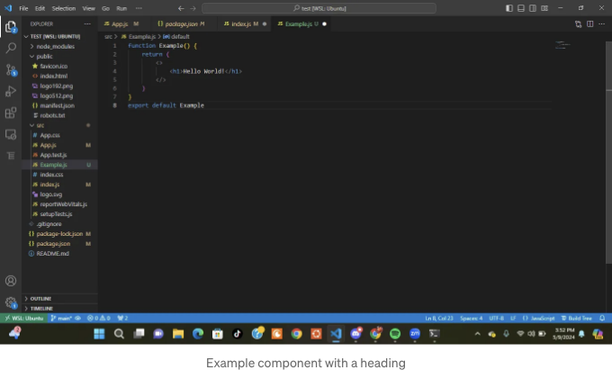 File Edit Selection View Go Run ···
test [WSL: Ubuntu]
EXPLORER
TEST [WSL: UBUNTU]
node_modules
public
favicon.ico
index.html
logo192.png
logo512.png
manifest.json
robots.txt
src
App.css
App.js M
App.test.js
Example.js U
index.css
index.js M
logo.svg
reportWebVitals.js
setupTests.js
.gitignore
package-lock.json M
package.json M
README.md
OUTLINE
TIMELINE
App.js M package.json M index.js M Example.js U
src > Example.js > default
1 function Example() {
2 return (
3 <>
4 <h1>Hello World!</h1>
5 </>
6 )
7 }
8 export default Example
WSL: Ubuntu main* 0 0 2 Ln 8, Col 23 Spaces: 4 UTF-8 LF JavaScript Build Tree
3:52 PM
5/9/2024
Example component with a heading